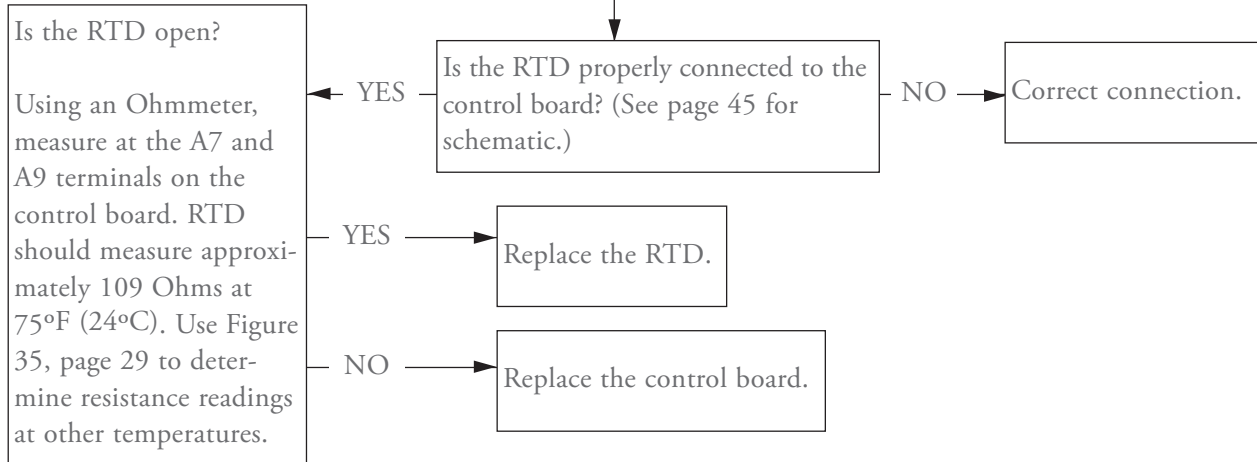 Is the RTD properly connected to the
control board? (See page 45 for
schematic.)
NO
Correct connection.
YES
Is the RTD open?
Using an Ohmmeter,
measure at the A7 and
A9 terminals on the
control board. RTD
should measure approxi-
mately 109 Ohms at
75ºF (24ºC). Use Figure
35, page 29 to deter-
mine resistance readings
at other temperatures.
YES
Replace the RTD.
NO
Replace the control board.